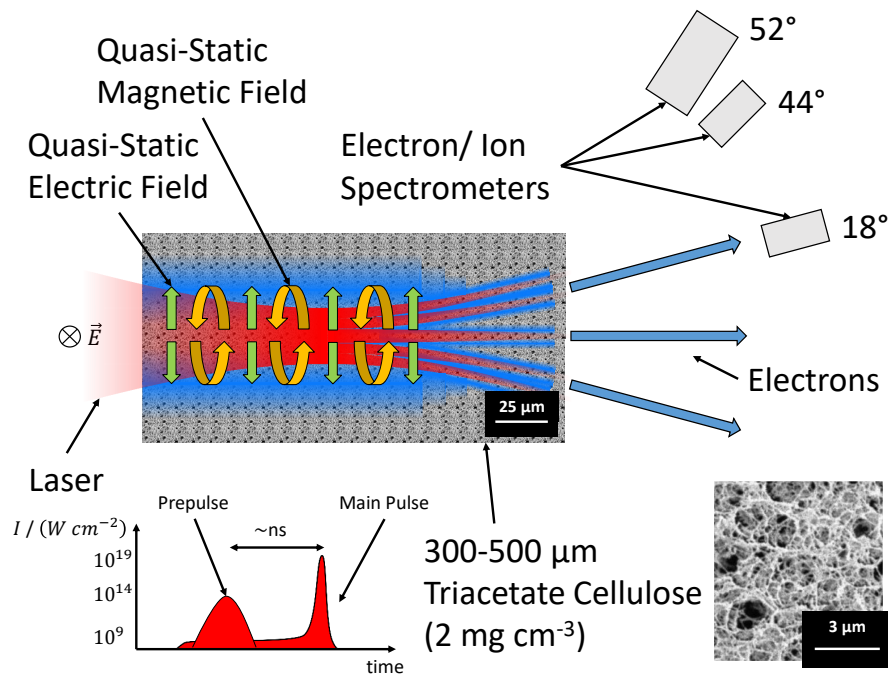 Quasi-Static
Magnetic Field
Quasi-Static
Electric Field
Electron/ Ion
Spectrometers
52°
44°
18°
⊗ E⃗
Electrons
25 µm
Laser
Prepulse
Main Pulse
~ns
I / (W cm⁻²)
10¹⁹
10¹⁴
10⁹
time
300-500 µm
Triacetate Cellulose
(2 mg cm⁻³)
3 µm